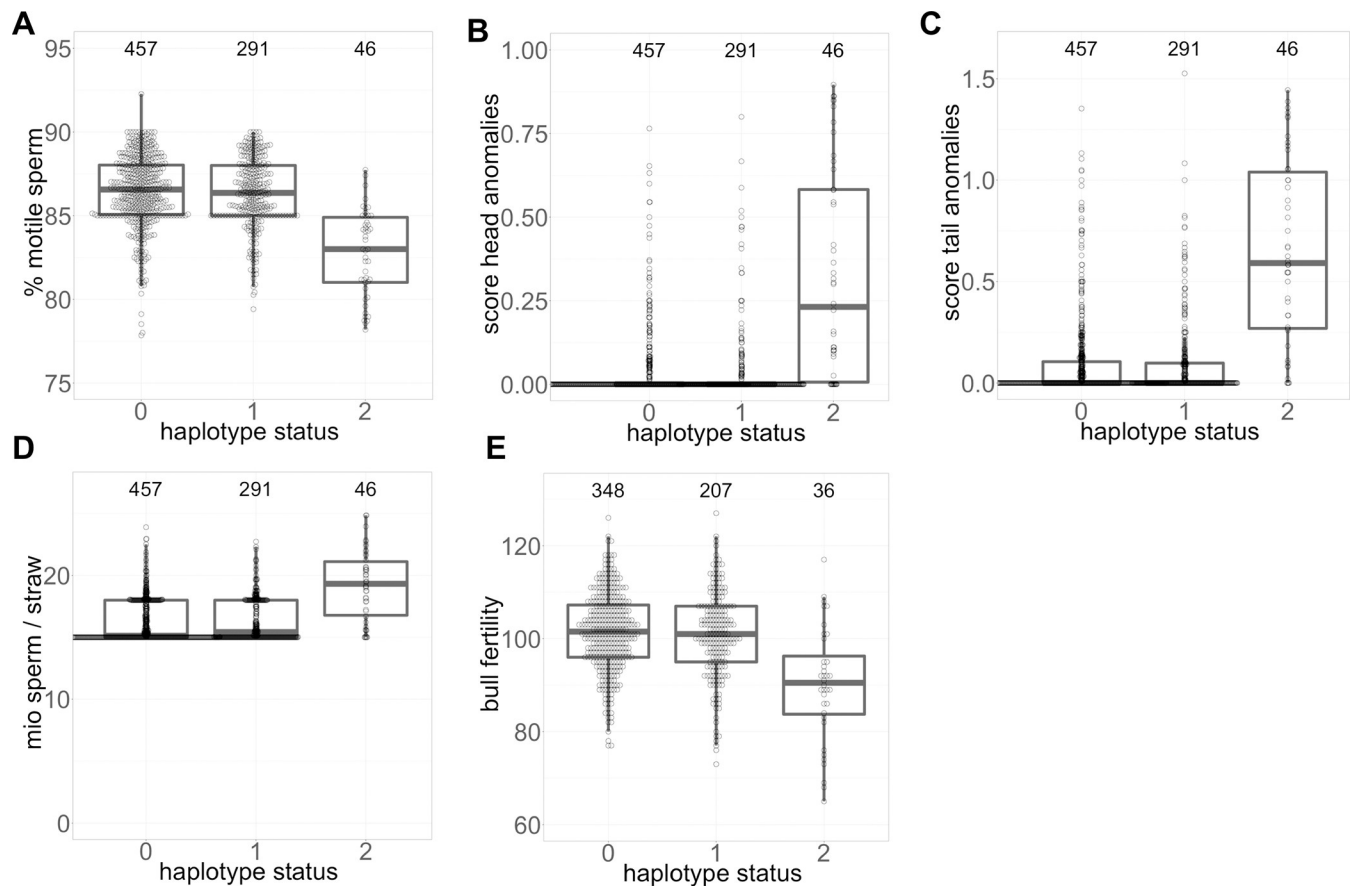 A
95
90
85
80
75
% motile sperm
457 291 46
0 1 2
haplotype status
B
1.00
0.75
0.50
0.25
0.00
score head anomalies
457 291 46
0 1 2
haplotype status
C
1.5
1.0
0.5
0.0
score tail anomalies
457 291 46
0 1 2
haplotype status
D
20
10
0
mio sperm / straw
457 291 46
0 1 2
haplotype status
E
120
100
80
60
bull fertility
348 207 36
0 1 2
haplotype status